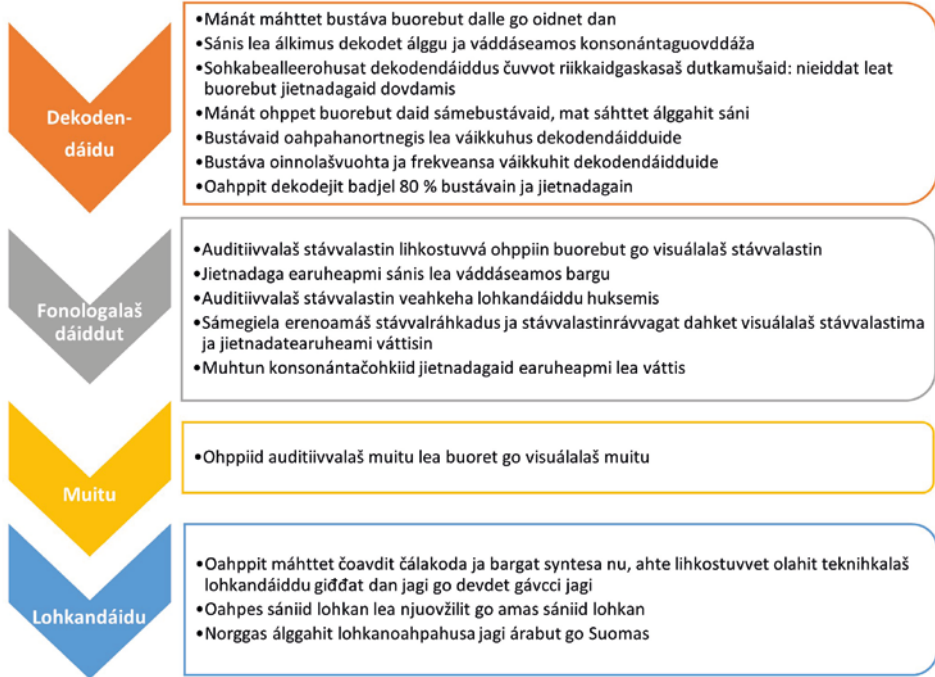 Dekoden-
dáidu
•Mánát máhttet bustáva buorebut dalle go oidnet dan
•Sánis lea álkimus dekodet álggu ja váddáseamos konsonántaguovddáža
•Sohkabealleerohusat dekodendáiddus čuvvot riikkaidgaskasaš dutkamušaid: nieiddat leat
buorebut jietnadagaid dovdamis
•Mánát ohppet buorebut daid sámebustávaid, mat sáhttet álggahit sáni
•Bustávaid oahpahanortnegis lea váikkuhus dekodendáidduide
•Bustáva oinnolašvuohta ja frekveansa váikkuhit dekodendáidduide
•Oahppit dekodejit badjel 80 % bustávain ja jietnadagain
Fonologalaš
dáiddut
•Auditiivvalaš stávvalastin lihkostuvvá ohppiin buorebut go visuálalaš stávvalastin
•Jietnadaga earuheapmi sánis lea váddáseamos bargu
•Auditiivvalaš stávvalastin veahkeha lohkandáiddu huksemis
•Sámegiela erenoamáš stávvalráhkadus ja stávvalastinrávvagat dahket visuálalaš stávvalastima
ja jietnadatearuheami váttisin
•Muhtun konsonántačohkiid jietnadagaid earuheapmi lea váttis
Muitu
•Ohppiid auditiivvalaš muitu lea buoret go visuálalaš muitu
Lohkandáidu
•Oahppit máhttet čoavdit čálakoda ja bargat syntesa nu, ahte lihkostuvvet olahit teknihkalaš
lohkandáiddu giđđat dan jagi go devdet gávcci jagi
•Oahpes sániid lohkan lea njuovžilit go amas sániid lohkan
•Norggas álggahit lohkanoahpahusa jagi árabut go Suomas